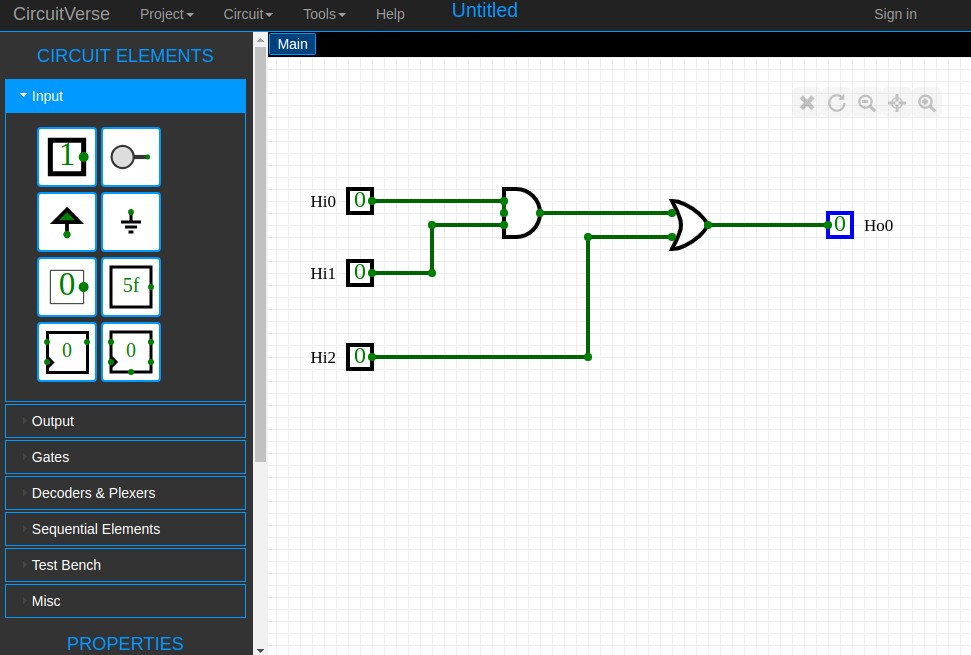 CircuitVerse Project Circuit Tools Help Untitled Sign in
Main
CIRCUIT ELEMENTS
Input
1
0 5f
0 0
Output
Gates
Decoders & Plexers
Sequential Elements
Test Bench
Misc
PROPERTIES
Hi0 0
Hi1 0
Hi2 0
0 Ho0